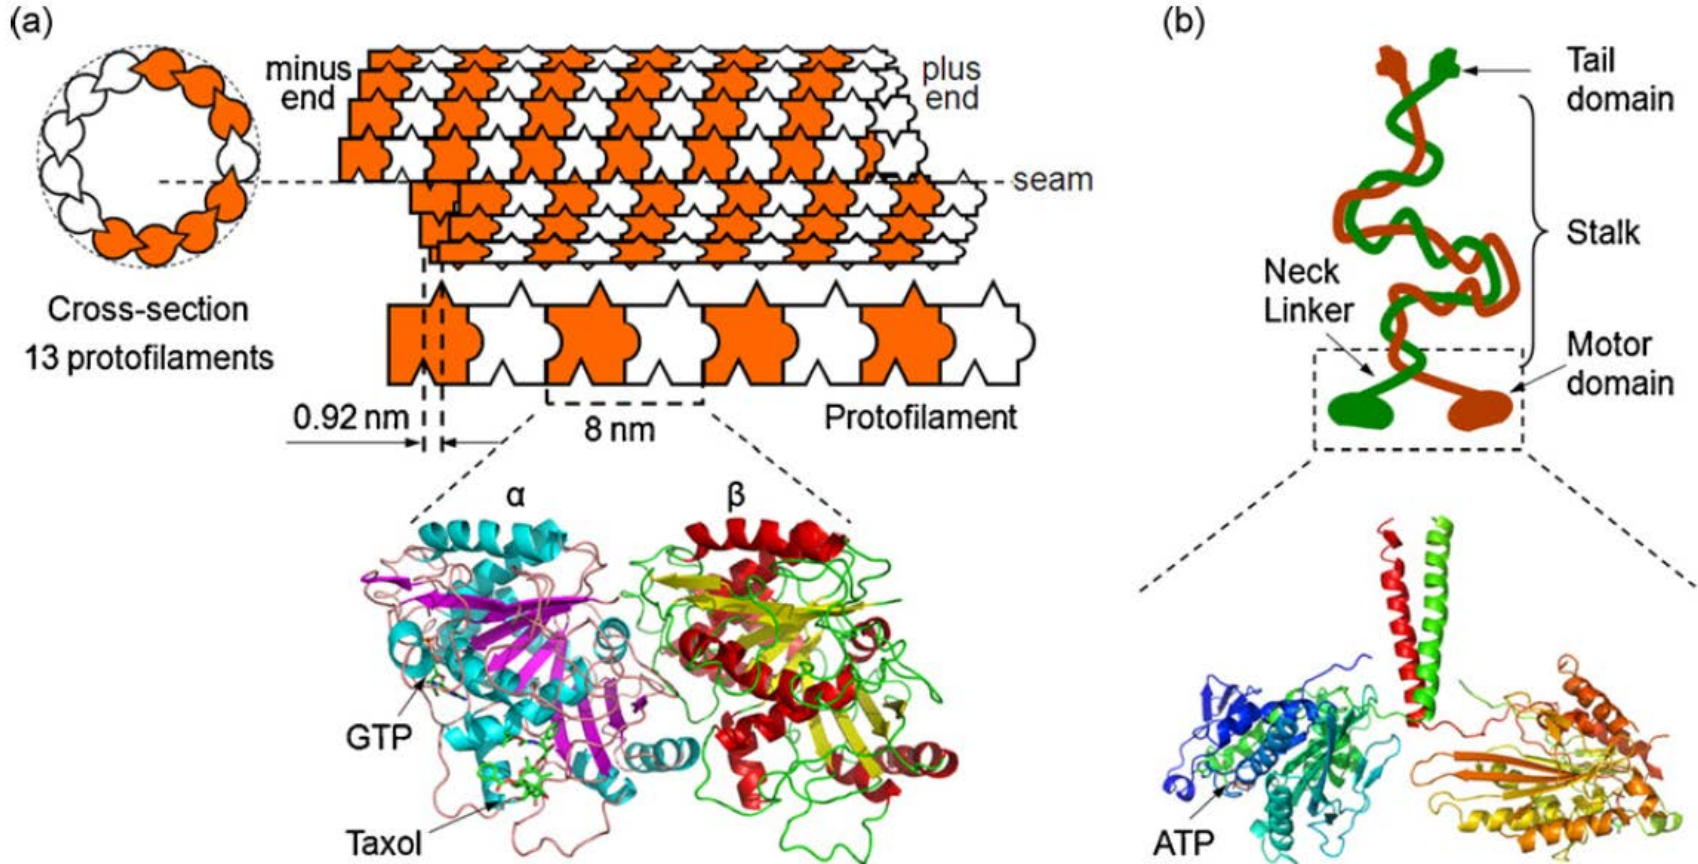 (a)
minus
end
plus
end
seam
Cross-section
13 protofilaments
0.92 nm
8 nm
Protofilament
α
β
GTP
Taxol
(b)
Tail
domain
Stalk
Neck
Linker
Motor
domain
ATP